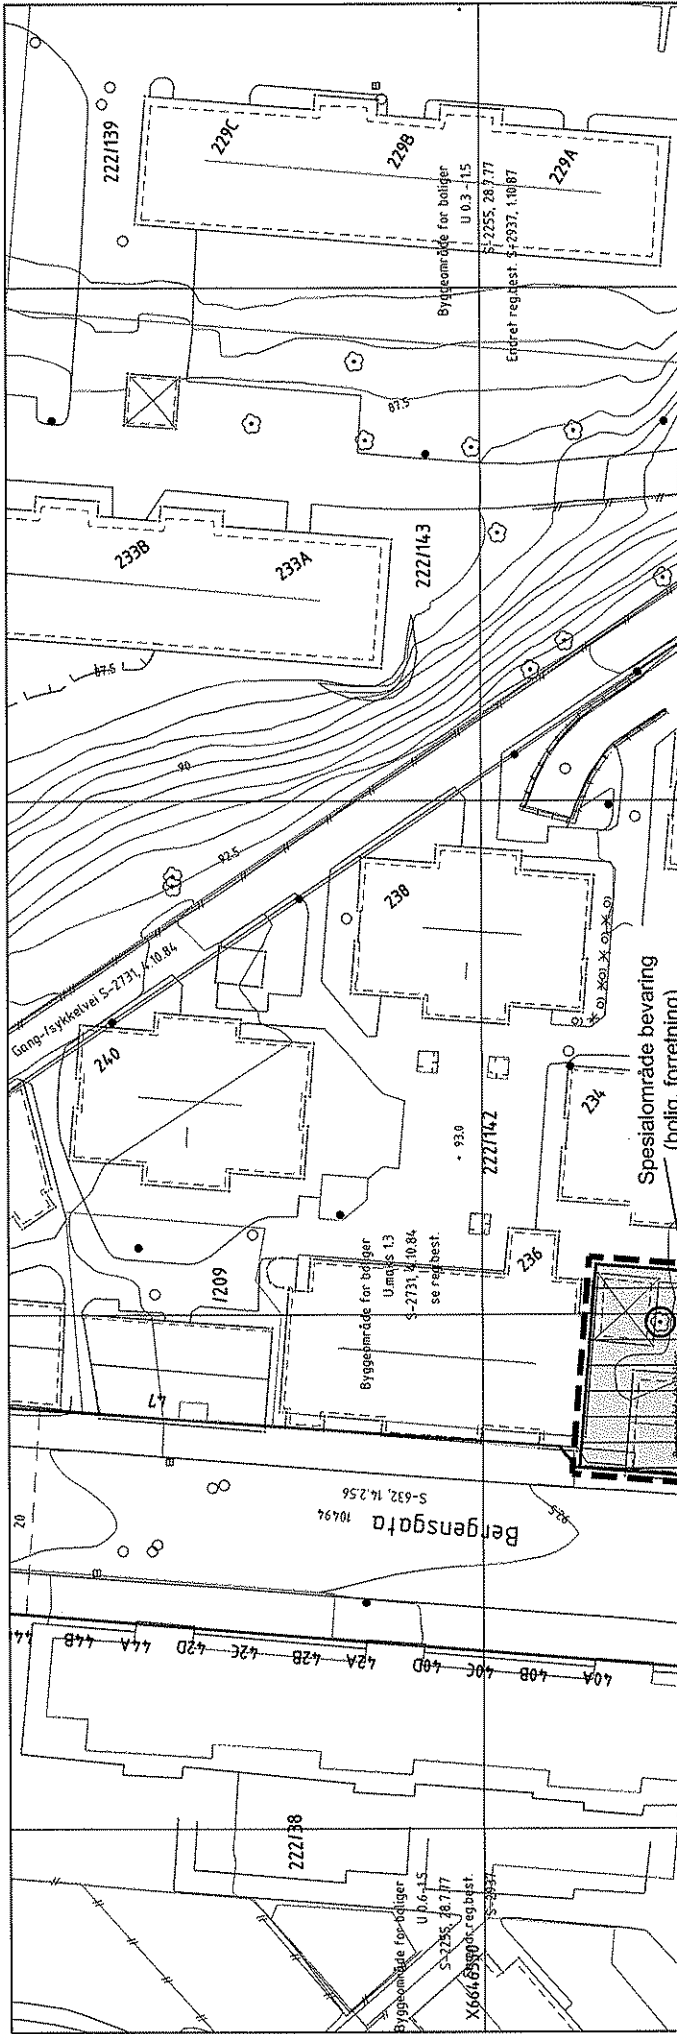 222/139
229C
229B
229A
Byggeområde for boliger
U 0.3 - 1.5
S-2255, 28.7.77
Endret reg.best. S-2937, 1.10.87
87.5
233B
233A
222/143
87.5
90
92.5
Gang-/sykkelvei S-2731, 4.10.84
238
240
234
Spesialområde bevaring
(bolig, forretning)
+ 93.0
222/142
236
Byggeområde for boliger
U.maks 1.3
S-2731, 4.10.84
se reg.best.
/209
47
S-632, 14.2.56
10494
Bergensgata
92.5
20
44B
44A
42D
42C
42B
42A
40D
40C
40B
40A
222/38
Byggeområde for boliger
U 0.6-1.5
S-2255, 28.7.77
reg.best.
S-2937